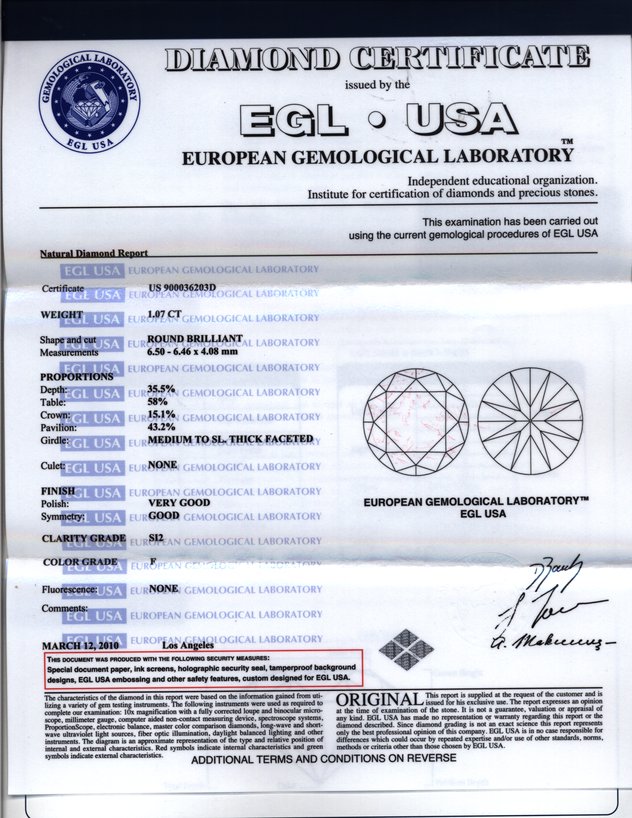 DIAMOND CERTIFICATE
issued by the
EGL • USA
EUROPEAN GEMOLOGICAL LABORATORY™
GEMOLOGICAL LABORATORY
EGL USA
Independent educational organization.
Institute for certification of diamonds and precious stones.
This examination has been carried out
using the current gemological procedures of EGL USA
Natural Diamond Report
EGL USA EUROPEAN GEMOLOGICAL LABORATORY
Certificate US 900036203D
WEIGHT 1.07 CT
Shape and cut ROUND BRILLIANT
Measurements 6.50 - 6.46 x 4.08 mm
PROPORTIONS
Depth: 35.5%
Table: 58%
Crown: 15.1%
Pavilion: 43.2%
Girdle: MEDIUM TO SL. THICK FACETED
Culet: NONE
FINISH
Polish: VERY GOOD
Symmetry: GOOD
CLARITY GRADE SI2
COLOR GRADE F
Fluorescence: NONE
Comments:
EUROPEAN GEMOLOGICAL LABORATORY™
EGL USA
MARCH 12, 2010 Los Angeles
THIS DOCUMENT WAS PRODUCED WITH THE FOLLOWING SECURITY MEASURES:
Special document paper, ink screens, holographic security seal, tamperproof background
designs, EGL USA embossing and other safety features, custom designed for EGL USA.
The characteristics of the diamond in this report were based on the information gained from uti-
lizing a variety of gem testing instruments. The following instruments were used as required to
complete our examination: 10x magnification with a fully corrected loupe and binocular micro-
scope, millimeter gauge, computer aided non-contact measuring device, spectroscope systems,
ProportionScope, electronic balance, master color comparison diamonds, long-wave and short-
wave ultraviolet light sources, fiber optic illumination, daylight balanced lighting and other
instruments. The diagram is an approximate representation of the type and relative position of
internal and external characteristics. Red symbols indicate internal characteristics and green
symbols indicate external characteristics.
ORIGINAL This report is supplied at the request of the customer and is
issued for his exclusive use. The report expresses an opinion
at the time of examination of the stone. It is not a guarantee, valuation or appraisal of
any kind. EGL USA has made no representation or warranty regarding this report or the
diamond described. Since diamond grading is not an exact science this report represents
only the best professional opinion of this company. EGL USA is in no case responsible for
differences which could occur by repeated expertise and/or use of other standards, norms,
methods or criteria other than those chosen by EGL USA.
ADDITIONAL TERMS AND CONDITIONS ON REVERSE